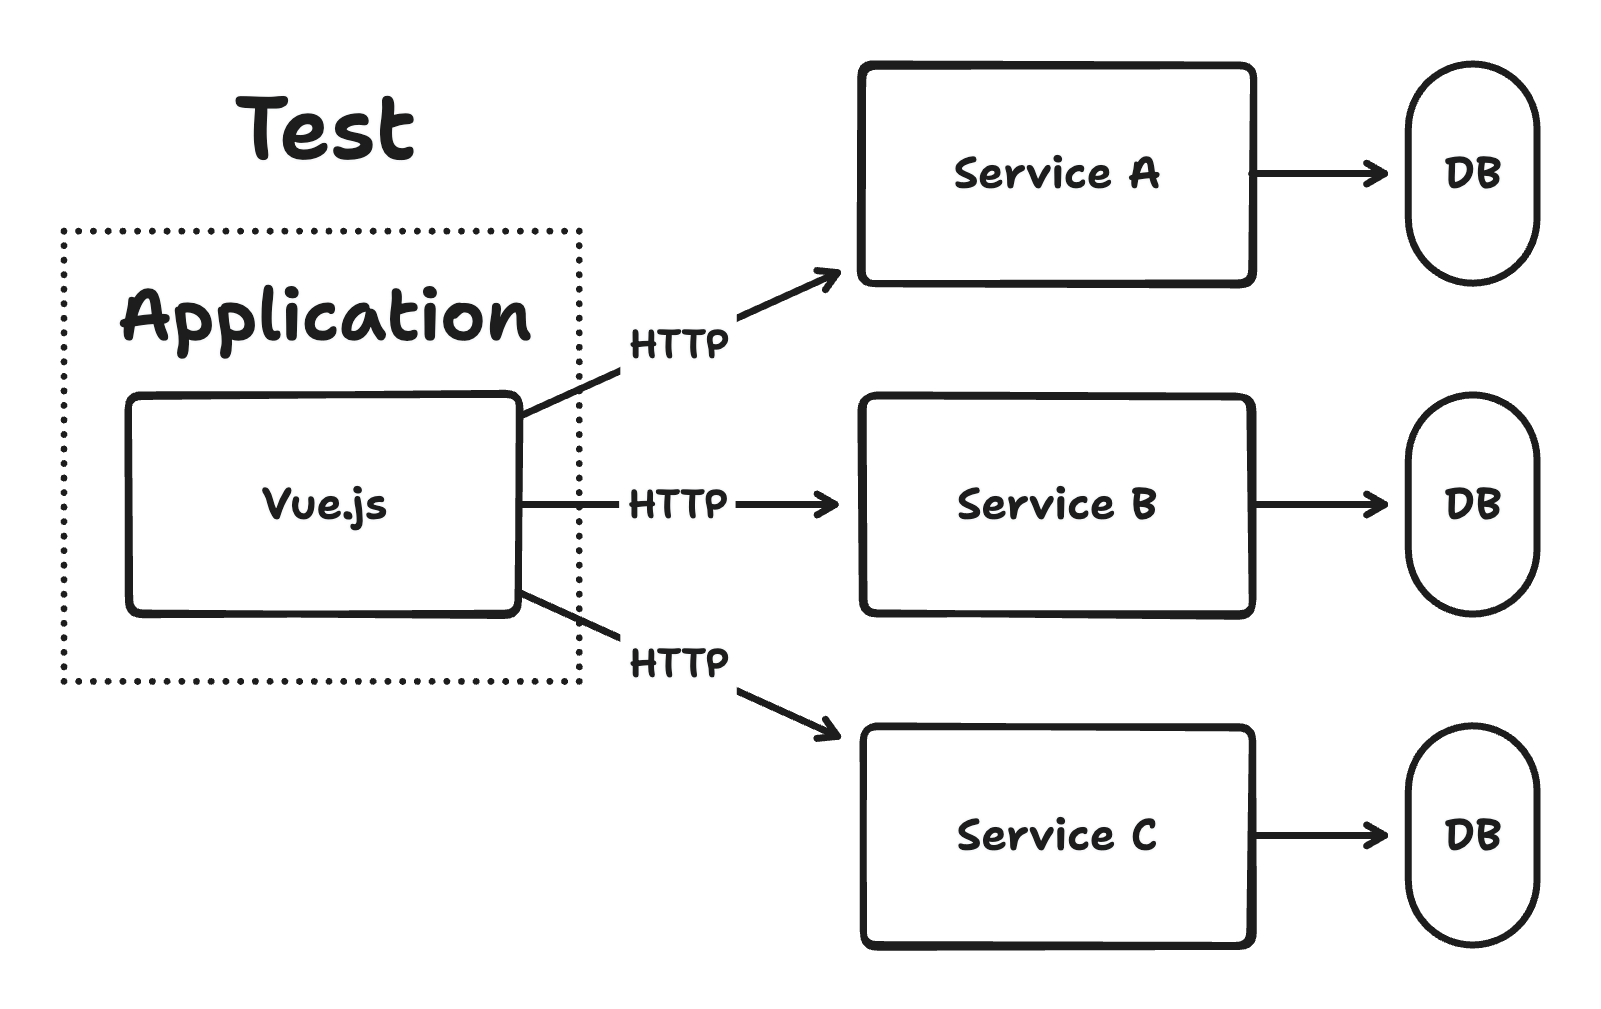 Test
Application
Vue.js
HTTP
HTTP
HTTP
Service A
DB
Service B
DB
Service C
DB